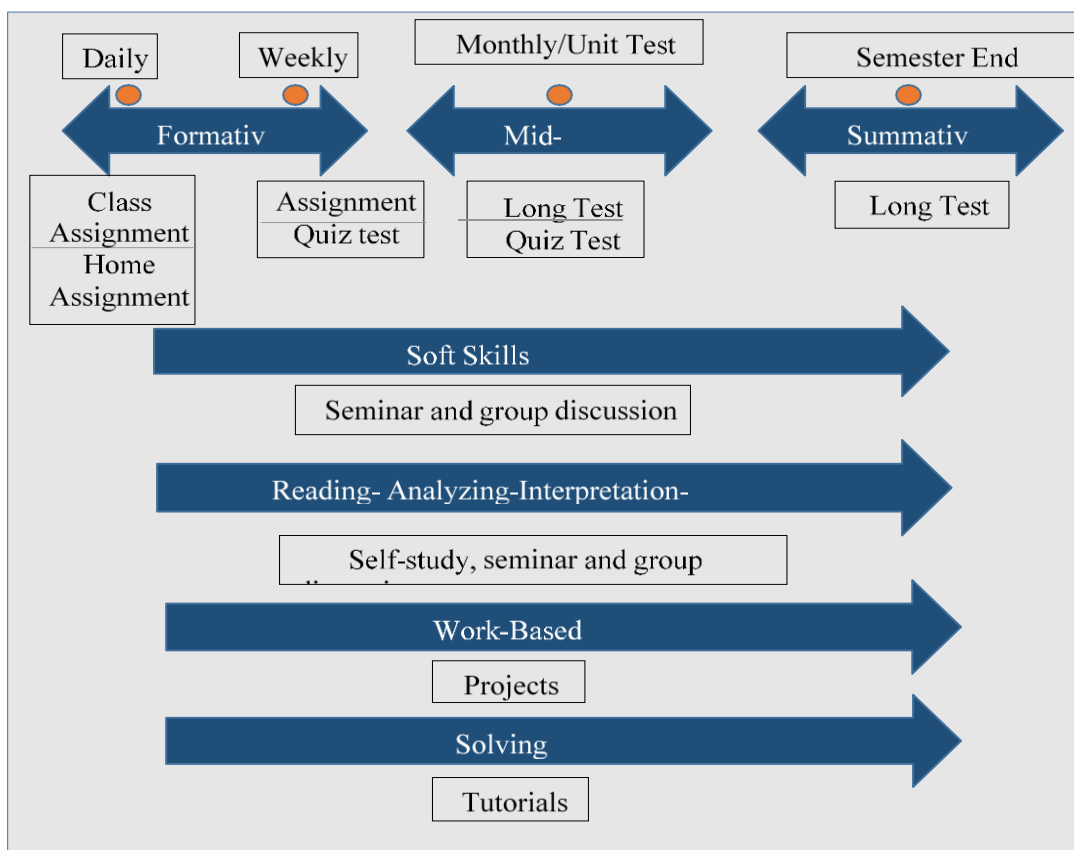 Daily
Weekly
Monthly/Unit Test
Semester End
Formativ
Mid-
Summativ
Class
Assignment
Home
Assignment
Assignment
Quiz test
Long Test
Quiz Test
Long Test
Soft Skills
Seminar and group discussion
Reading- Analyzing-Interpretation-
Self-study, seminar and group
Work-Based
Projects
Solving
Tutorials